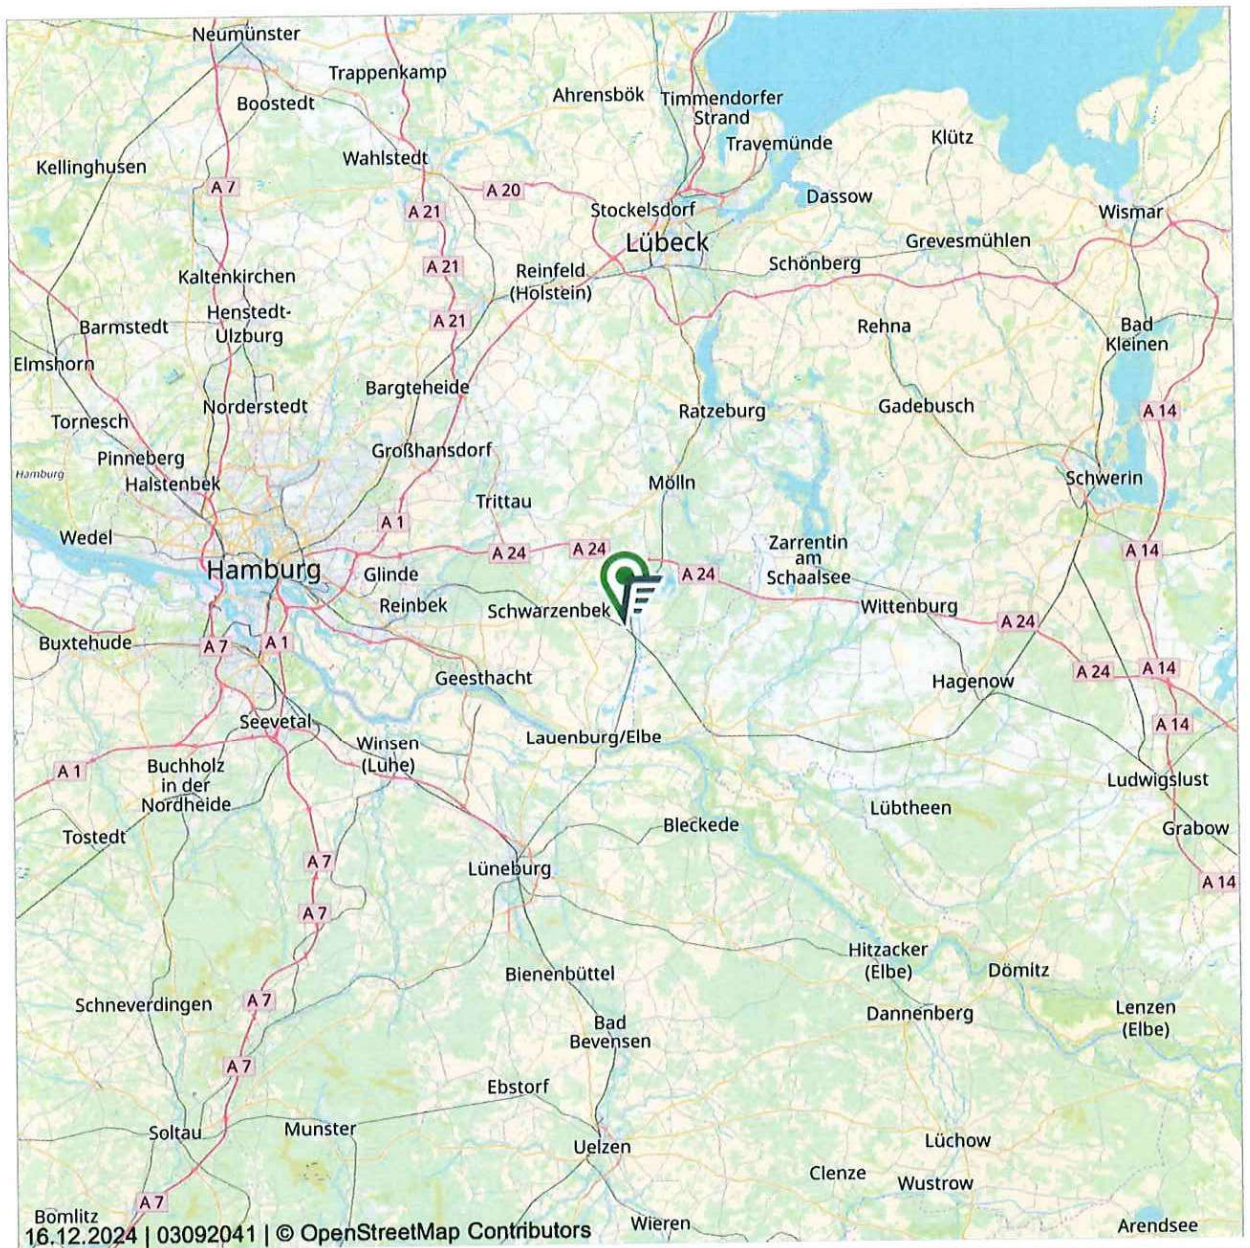 Neumünster
Trappenkamp
Boostedt
Ahrensbök
Timmendorfer
Strand
Travemünde
Klütz
Kellinghusen
Wahlstedt
A 7
A 20
A 21
Dassow
Stockelsdorf
Wismar
Lübeck
Grevesmühlen
Schönberg
A 21
Reinfeld
(Holstein)
Kaltenkirchen
Henstedt-
Ulzburg
A 21
Barmstedt
Rehna
Bad
Kleinen
Elmshorn
Bargteheide
Norderstedt
Ratzeburg
Gadebusch
A 14
Tornesch
Großhansdorf
Pinneberg
Hamburg
Halstenbek
Mölln
Schwerin
Trittau
A 1
Wedel
A 24
A 24
Zarrentin
am
Schaalsee
A 14
Hamburg
Glinde
A 24
Reinbek
Schwarzenbek
Wittenburg
A 24
Buxtehude
A 7
A 1
Geesthacht
Hagenow
A 24
A 14
Seevetal
Lauenburg/Elbe
A 14
Winsen
(Luhe)
A 1
Buchholz
in der
Nordheide
Ludwigslust
Lübtheen
Tostedt
Bleckede
Grabow
A 7
Lüneburg
A 14
A 7
Hitzacker
(Elbe)
Dömitz
Bienenbüttel
Schneverdingen
A 7
Dannenberg
Lenzen
(Elbe)
Bad
Bevensen
A 7
Ebstorf
Soltau
Munster
Uelzen
Lüchow
Clenze
Wustrow
A 7
Bomlitz
Wieren
Arendsee
16.12.2024 | 03092041 | © OpenStreetMap Contributors